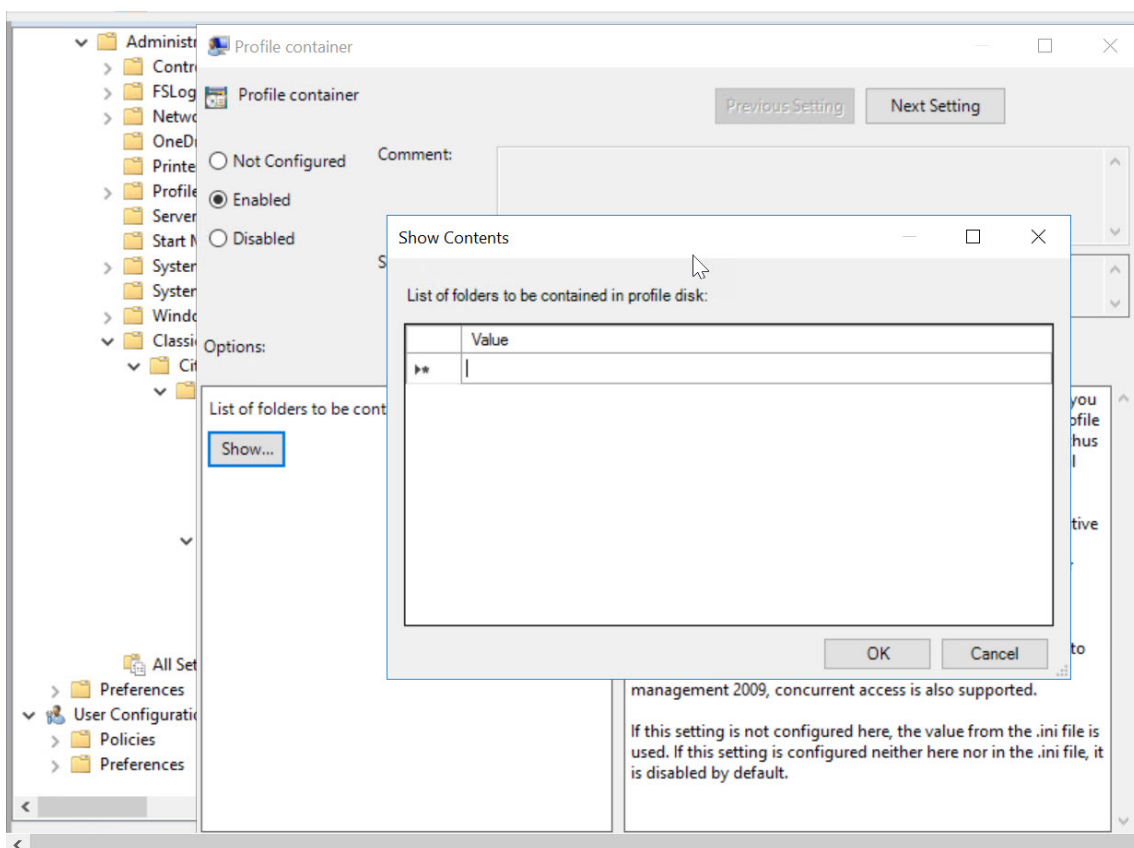 Administr
Profile container
Contr
FSLog
Profile container
Previous Setting
Next Setting
Netwo
OneDr
Printe
Not Configured
Comment:
Profile
Enabled
Server
Start M
Disabled
Show Contents
S
System
List of folders to be contained in profile disk:
System
Windo
Value
Classi
Options:
Cit
you
List of folders to be cont
ofile
hus
Show...
l
tive
.
OK
Cancel
to
All Set
Preferences
management 2009, concurrent access is also supported.
User Configuratio
Policies
If this setting is not configured here, the value from the .ini file is
used. If this setting is configured neither here nor in the .ini file, it
is disabled by default.
Preferences